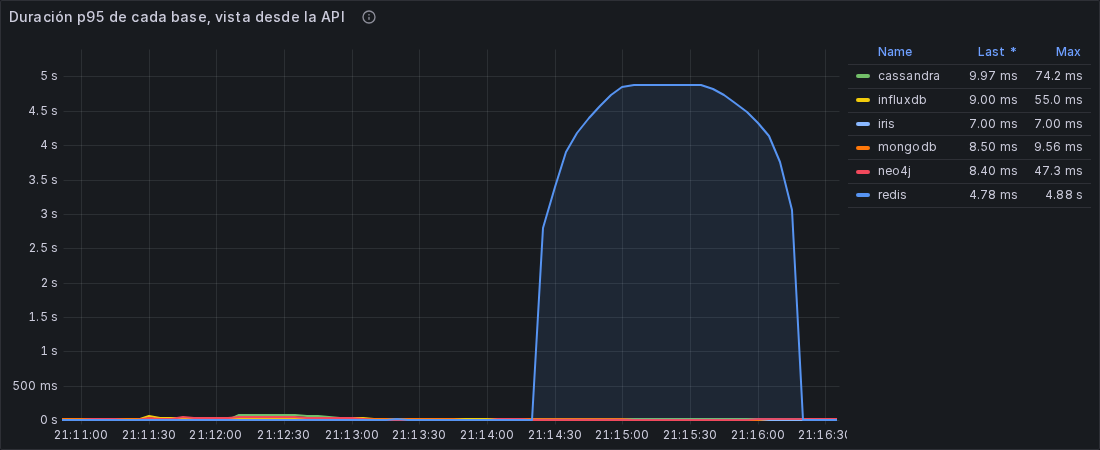 Duración p95 de cada base, vista desde la API
Name Last * Max
cassandra 9.97 ms 74.2 ms
influxdb 9.00 ms 55.0 ms
iris 7.00 ms 7.00 ms
mongodb 8.50 ms 9.56 ms
neo4j 8.40 ms 47.3 ms
redis 4.78 ms 4.88 s
5 s
4.5 s
4 s
3.5 s
3 s
2.5 s
2 s
1.5 s
1 s
500 ms
0 s
21:11:00 21:11:30 21:12:00 21:12:30 21:13:00 21:13:30 21:14:00 21:14:30 21:15:00 21:15:30 21:16:00 21:16:30